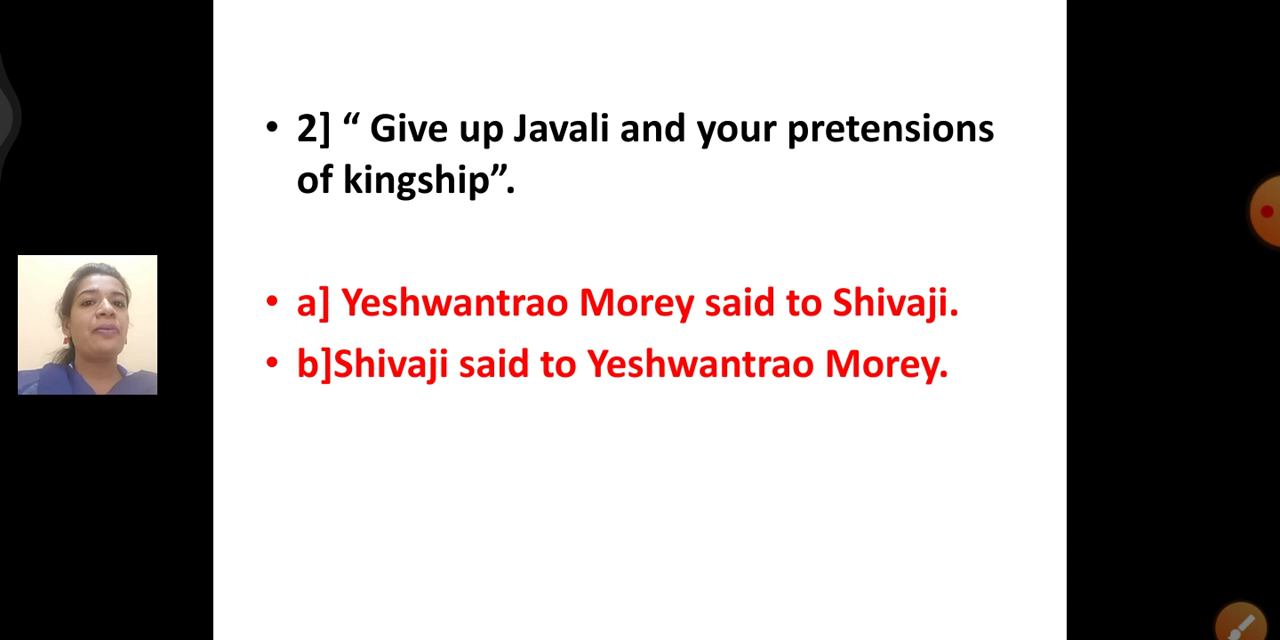 • 2] “ Give up Javali and your pretensions
of kingship”.
• a] Yeshwantrao Morey said to Shivaji.
• b]Shivaji said to Yeshwantrao Morey.